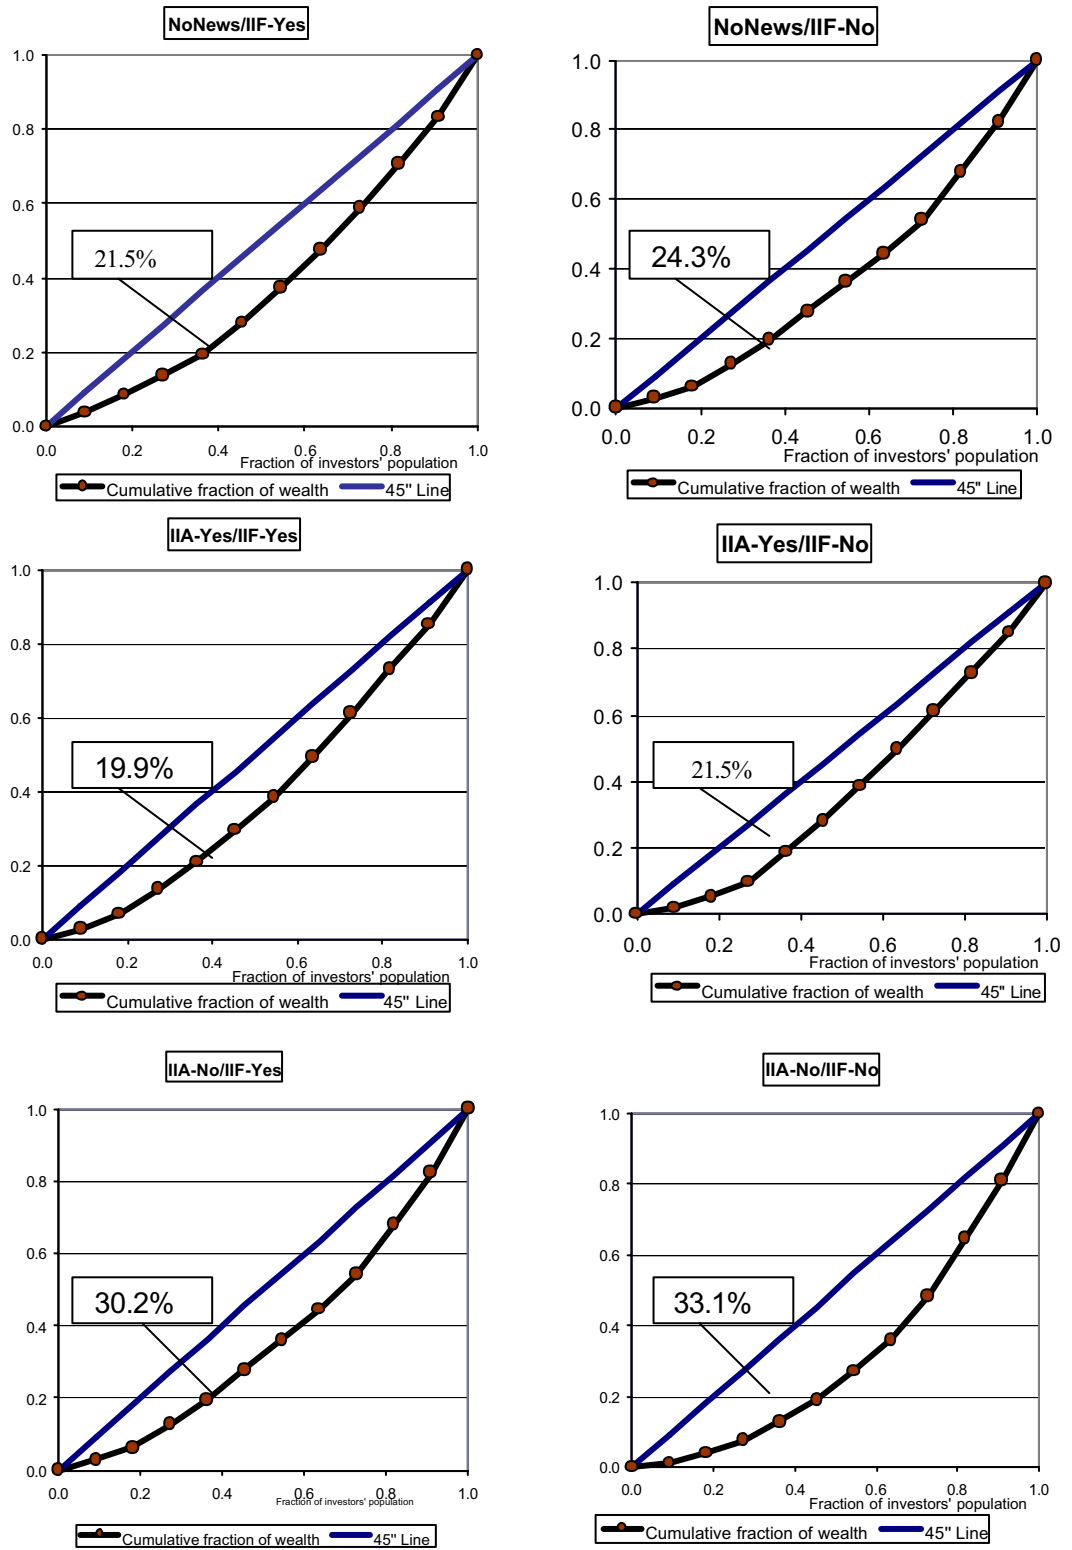 NoNews/IIF-Yes
1.0
0.8
0.6
21.5%
0.4
0.2
0.0
0.0 0.2 0.4 0.6 0.8 1.0
Fraction of investors' population
Cumulative fraction of wealth 45" Line
NoNews/IIF-No
1.0
0.8
0.6
24.3%
0.4
0.2
0.0
0.0 0.2 0.4 0.6 0.8 1.0
Fraction of investors' population
Cumulative fraction of wealth 45" Line
IIA-Yes/IIF-Yes
1.0
0.8
0.6
19.9%
0.4
0.2
0.0
0.0 0.2 0.4 0.6 0.8 1.0
Fraction of investors' population
Cumulative fraction of wealth 45" Line
IIA-Yes/IIF-No
1.0
0.8
0.6
21.5%
0.4
0.2
0.0
0.0 0.2 0.4 0.6 0.8 1.0
Fraction of investors' population
Cumulative fraction of wealth 45" Line
IIA-No/IIF-Yes
1.0
0.8
0.6
30.2%
0.4
0.2
0.0
0.0 0.2 0.4 0.6 0.8 1.0
Fraction of investors' population
Cumulative fraction of wealth 45" Line
IIA-No/IIF-No
1.0
0.8
0.6
33.1%
0.4
0.2
0.0
0.0 0.2 0.4 0.6 0.8 1.0
Fraction of investors' population
Cumulative fraction of wealth 45" Line